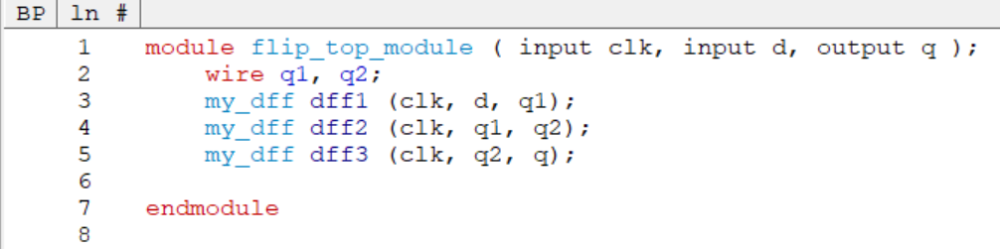 BP ln #
1 module flip_top_module ( input clk, input d, output q );
2 wire q1, q2;
3 my_dff dff1 (clk, d, q1);
4 my_dff dff2 (clk, q1, q2);
5 my_dff dff3 (clk, q2, q);
6
7 endmodule
8